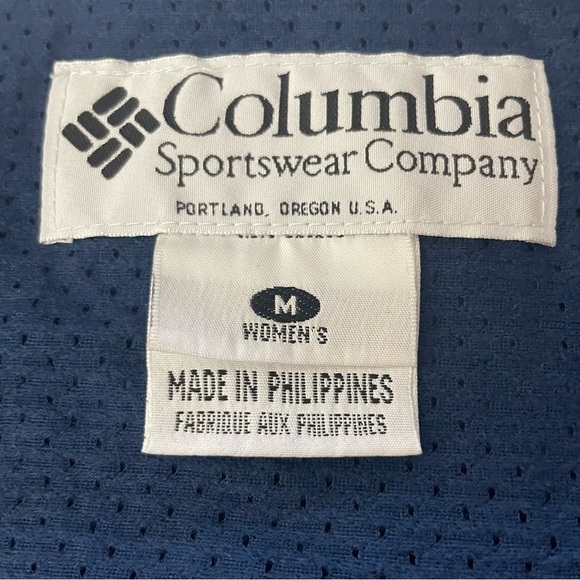 Columbia
Sportswear Company
PORTLAND, OREGON U.S.A.
M
WOMEN'S
MADE IN PHILIPPINES
FABRIQUE AUX PHILIPPINES